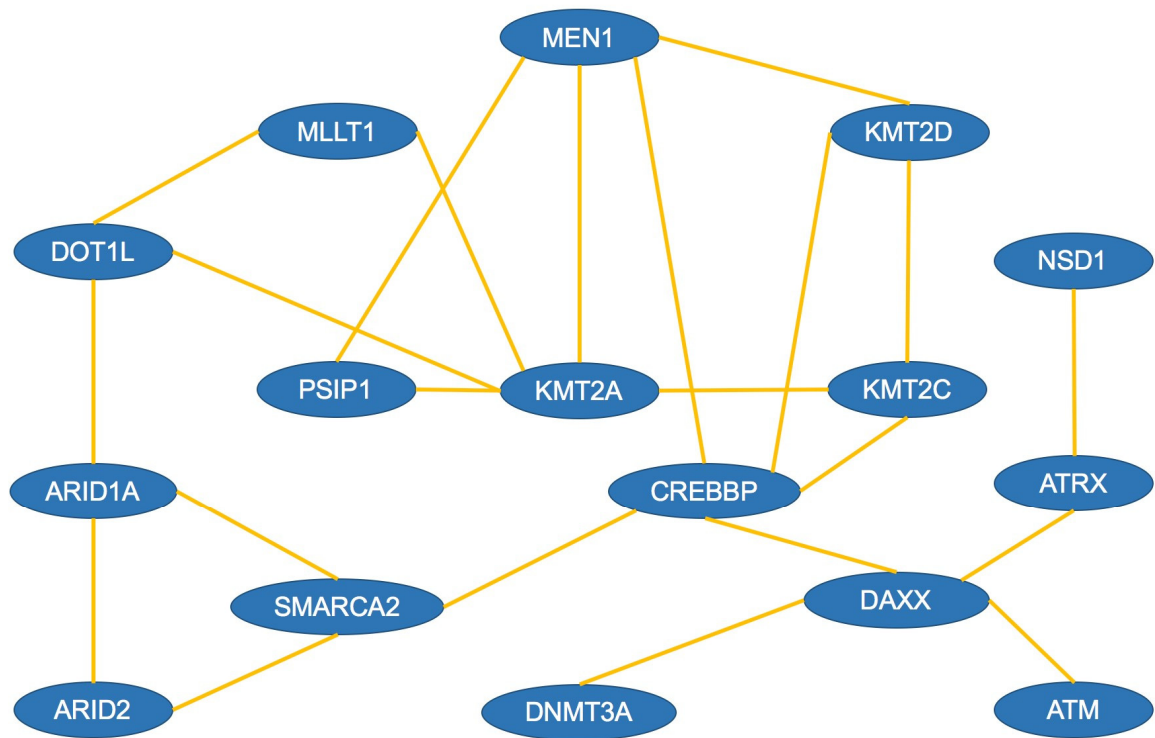 MEN1
MLLT1
KMT2D
DOT1L
NSD1
PSIP1
KMT2A
KMT2C
ARID1A
CREBBP
ATRX
SMARCA2
DAXX
ARID2
DNMT3A
ATM